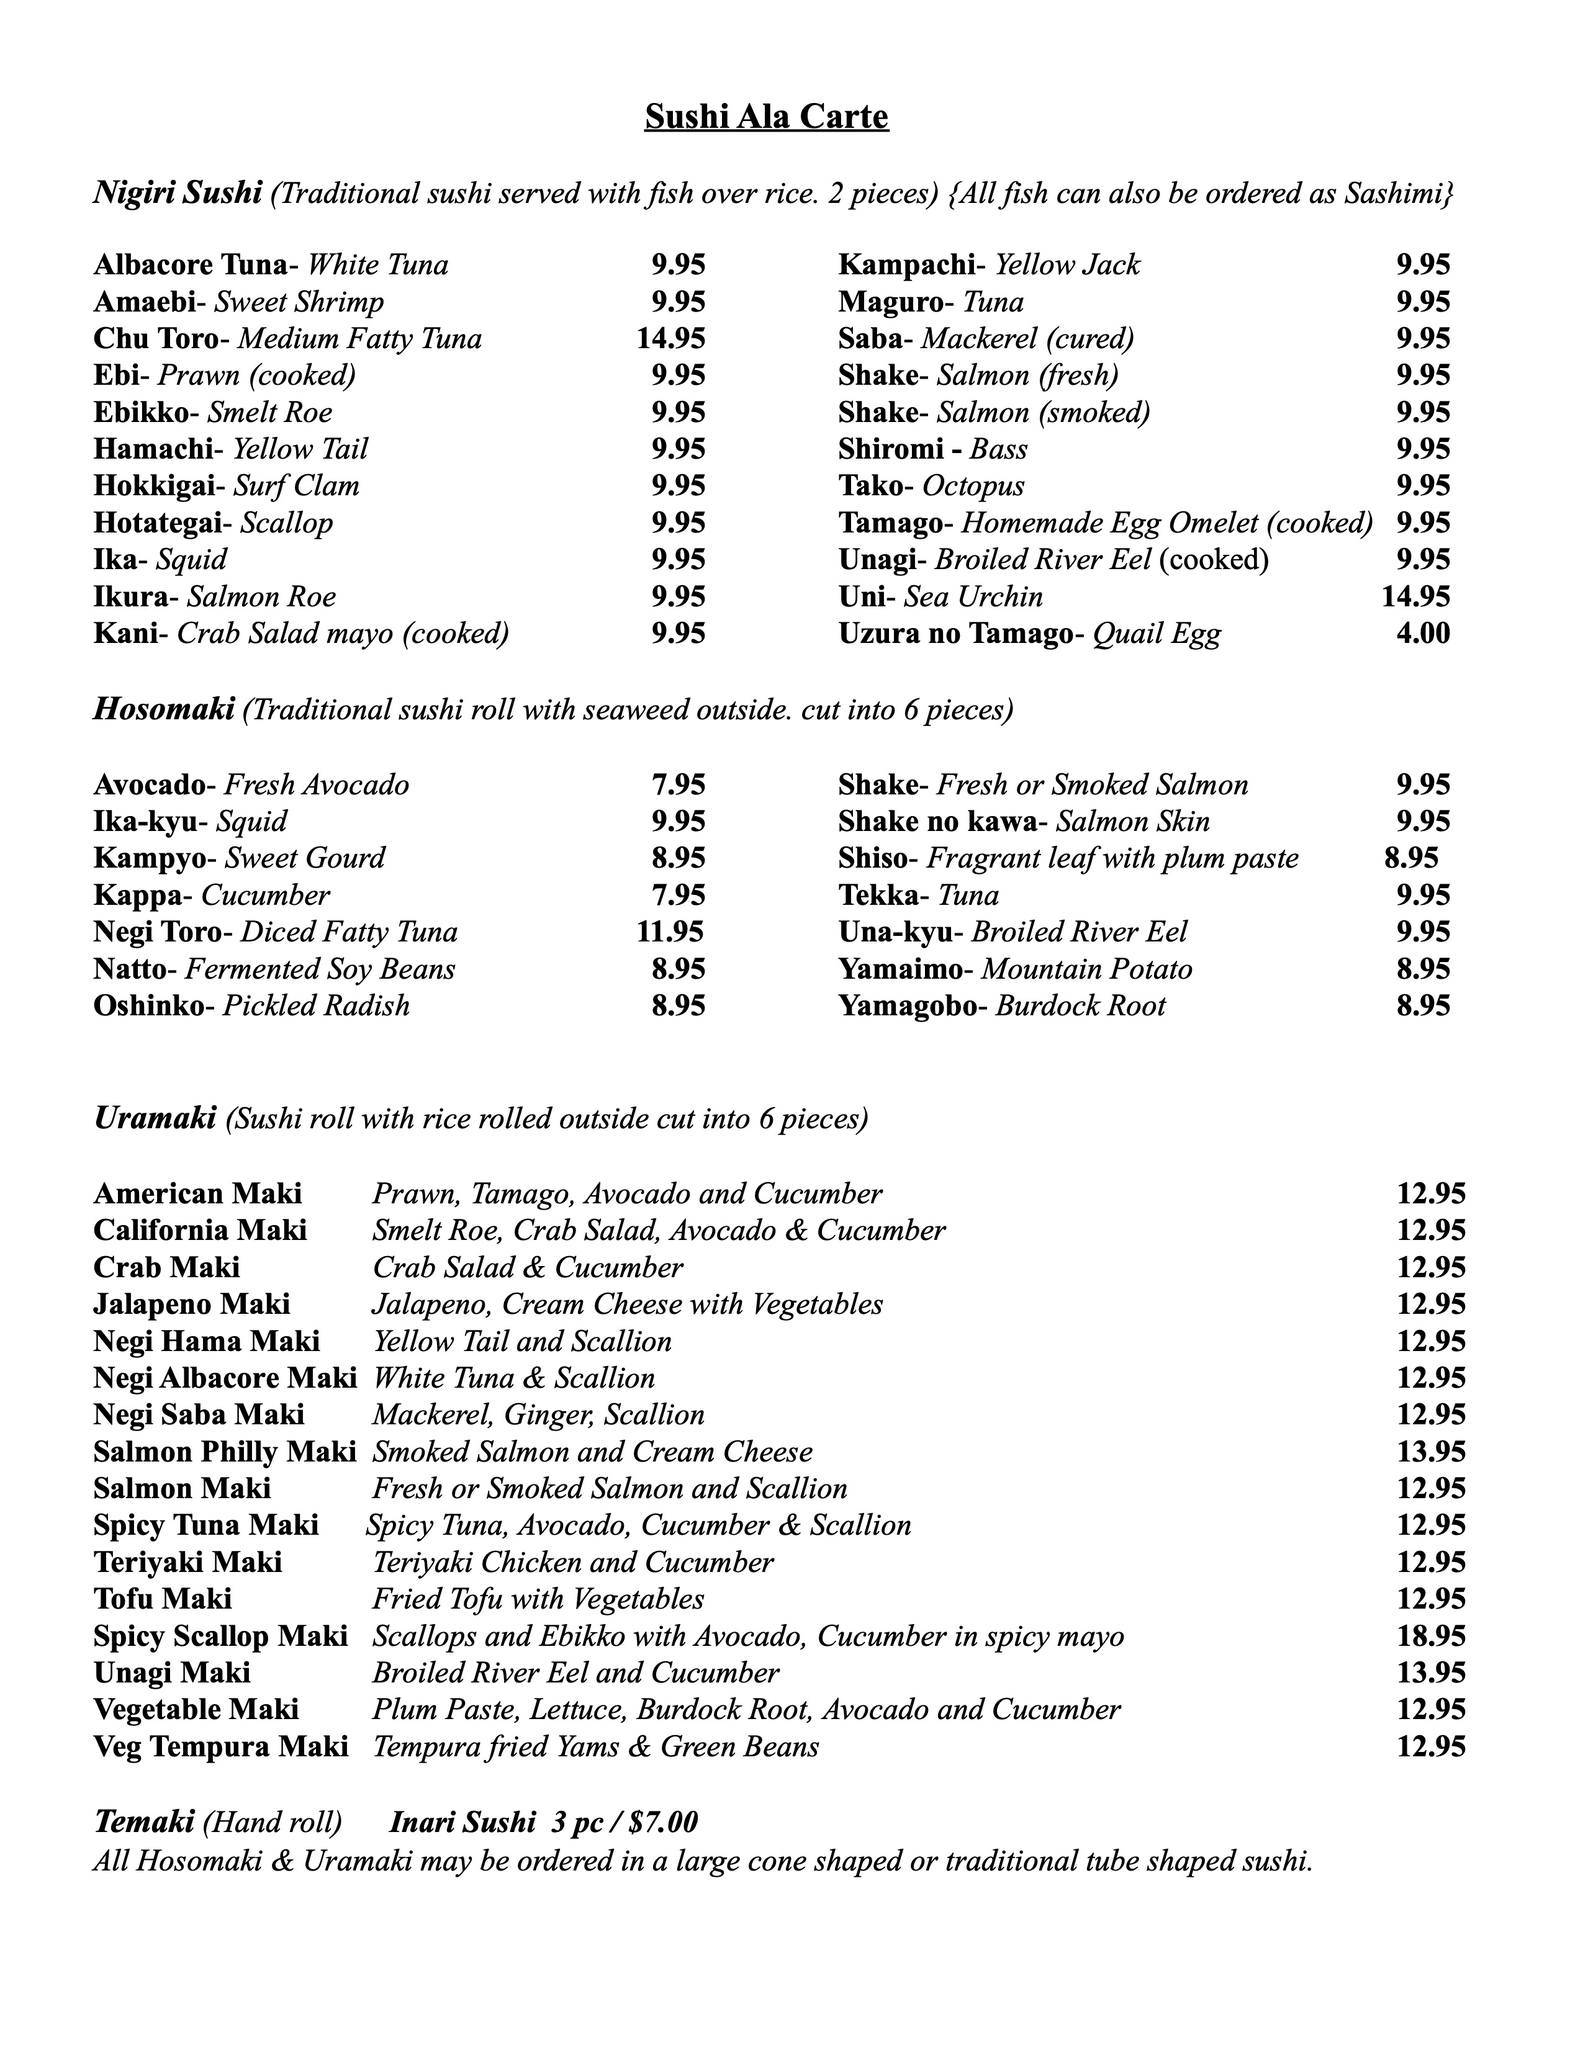 Sushi Ala Carte
Nigiri Sushi (Traditional sushi served with fish over rice. 2 pieces) {All fish can also be ordered as Sashimi}
Albacore Tuna- White Tuna 9.95
Amaebi- Sweet Shrimp 9.95
Chu Toro- Medium Fatty Tuna 14.95
Ebi- Prawn (cooked) 9.95
Ebikko- Smelt Roe 9.95
Hamachi- Yellow Tail 9.95
Hokkigai- Surf Clam 9.95
Hotategai- Scallop 9.95
Ika- Squid 9.95
Ikura- Salmon Roe 9.95
Kani- Crab Salad mayo (cooked) 9.95
Kampachi- Yellow Jack 9.95
Maguro- Tuna 9.95
Saba- Mackerel (cured) 9.95
Shake- Salmon (fresh) 9.95
Shake- Salmon (smoked) 9.95
Shiromi - Bass 9.95
Tako- Octopus 9.95
Tamago- Homemade Egg Omelet (cooked) 9.95
Unagi- Broiled River Eel (cooked) 9.95
Uni- Sea Urchin 14.95
Uzura no Tamago- Quail Egg 4.00
Hosomaki (Traditional sushi roll with seaweed outside. cut into 6 pieces)
Avocado- Fresh Avocado 7.95
Ika-kyu- Squid 9.95
Kampyo- Sweet Gourd 8.95
Kappa- Cucumber 7.95
Negi Toro- Diced Fatty Tuna 11.95
Natto- Fermented Soy Beans 8.95
Oshinko- Pickled Radish 8.95
Shake- Fresh or Smoked Salmon 9.95
Shake no kawa- Salmon Skin 9.95
Shiso- Fragrant leaf with plum paste 8.95
Tekka- Tuna 9.95
Una-kyu- Broiled River Eel 9.95
Yamaimo- Mountain Potato 8.95
Yamagobo- Burdock Root 8.95
Uramaki (Sushi roll with rice rolled outside cut into 6 pieces)
American Maki Prawn, Tamago, Avocado and Cucumber 12.95
California Maki Smelt Roe, Crab Salad, Avocado & Cucumber 12.95
Crab Maki Crab Salad & Cucumber 12.95
Jalapeno Maki Jalapeno, Cream Cheese with Vegetables 12.95
Negi Hama Maki Yellow Tail and Scallion 12.95
Negi Albacore Maki White Tuna & Scallion 12.95
Negi Saba Maki Mackerel, Ginger, Scallion 12.95
Salmon Philly Maki Smoked Salmon and Cream Cheese 13.95
Salmon Maki Fresh or Smoked Salmon and Scallion 12.95
Spicy Tuna Maki Spicy Tuna, Avocado, Cucumber & Scallion 12.95
Teriyaki Maki Teriyaki Chicken and Cucumber 12.95
Tofu Maki Fried Tofu with Vegetables 12.95
Spicy Scallop Maki Scallops and Ebikko with Avocado, Cucumber in spicy mayo 18.95
Unagi Maki Broiled River Eel and Cucumber 13.95
Vegetable Maki Plum Paste, Lettuce, Burdock Root, Avocado and Cucumber 12.95
Veg Tempura Maki Tempura fried Yams & Green Beans 12.95
Temaki (Hand roll) Inari Sushi 3 pc / $7.00
All Hosomaki & Uramaki may be ordered in a large cone shaped or traditional tube shaped sushi.